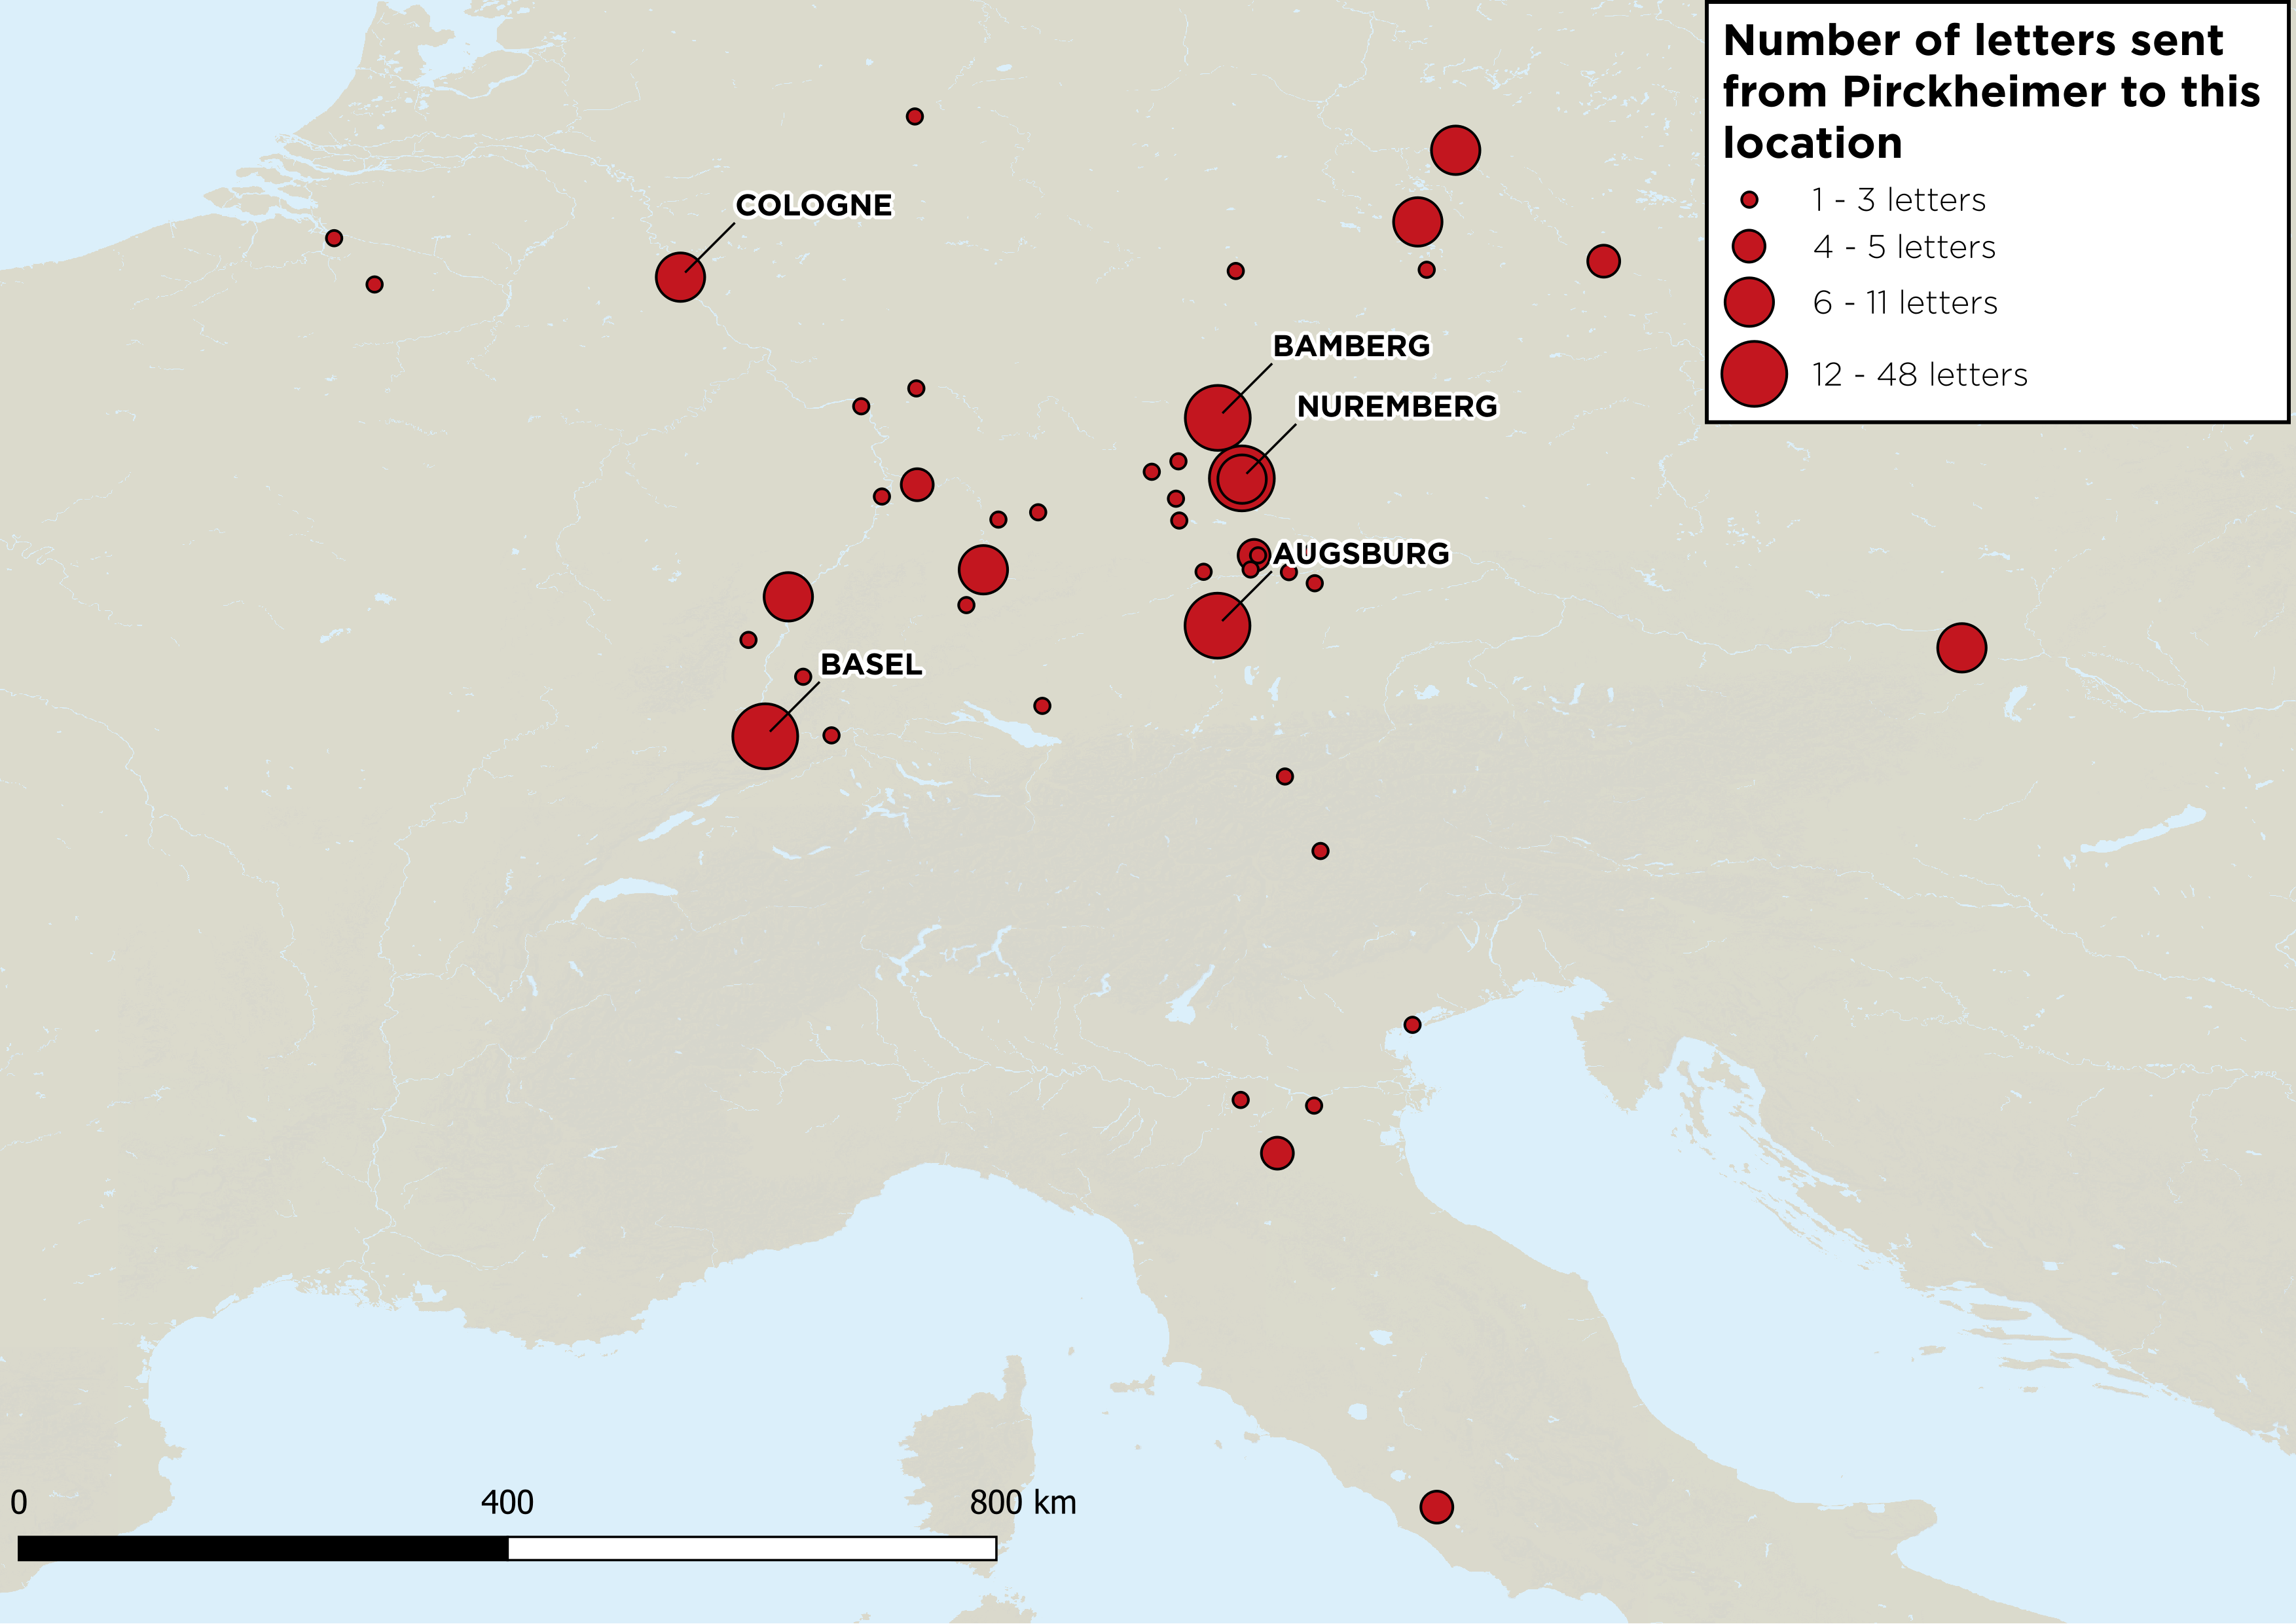 Number of letters sent
from Pirckheimer to this
location
1 - 3 letters
4 - 5 letters
6 - 11 letters
12 - 48 letters
COLOGNE
BAMBERG
NUREMBERG
AUGSBURG
BASEL
0 400 800 km